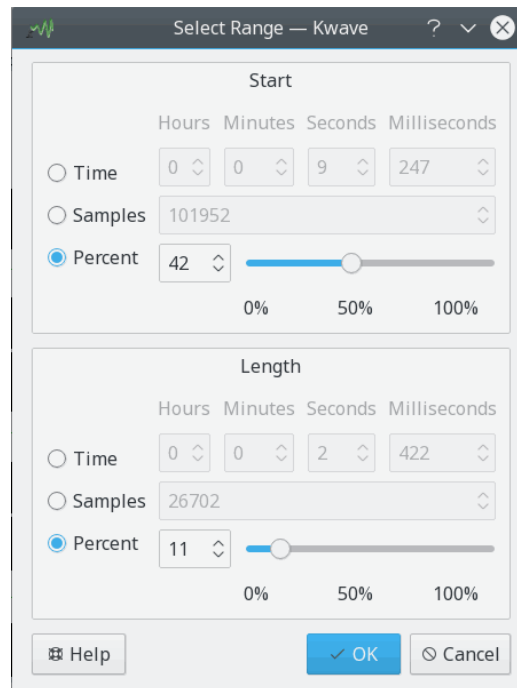 Select Range — Kwave ?
Start
Hours Minutes Seconds Milliseconds
Time 0 0 9 247
Samples 101952
Percent 42
0% 50% 100%
Length
Hours Minutes Seconds Milliseconds
Time 0 0 2 422
Samples 26702
Percent 11
0% 50% 100%
Help OK Cancel